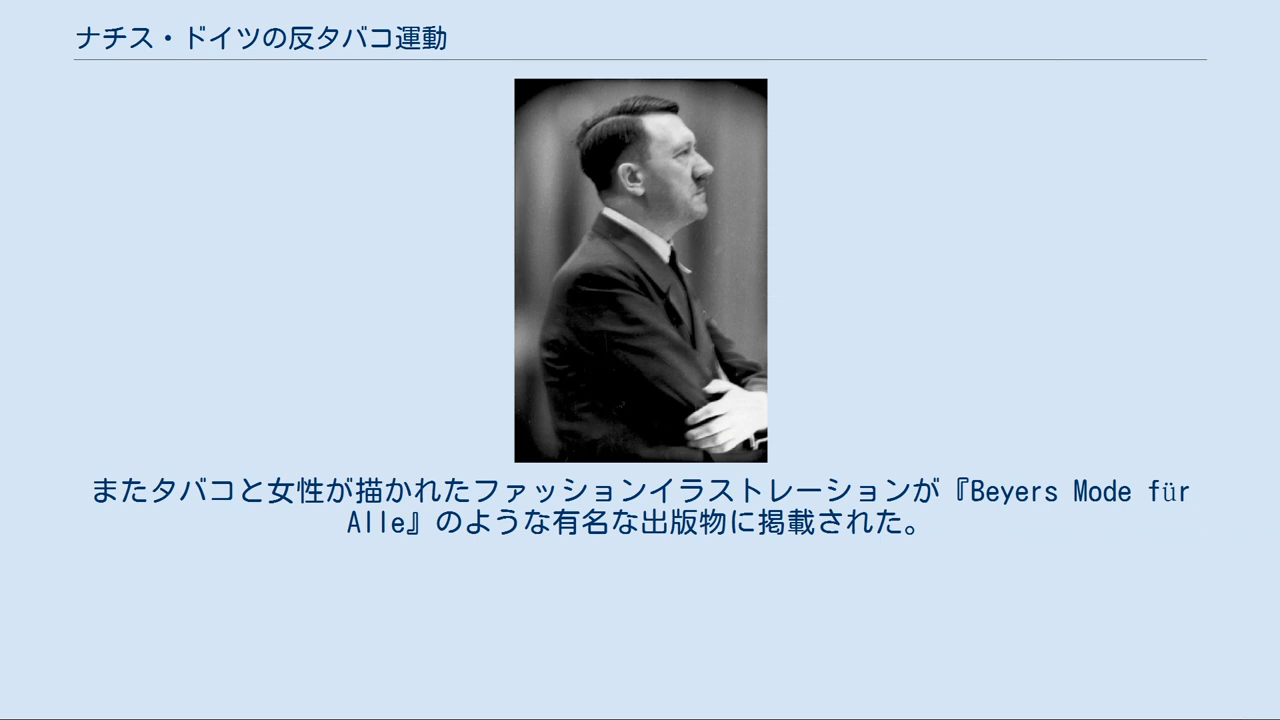 ナチス・ドイツの反タバコ運動
またタバコと女性が描かれたファッションイラストレーションが『Beyers Mode für
Alle』のような有名な出版物に掲載された。